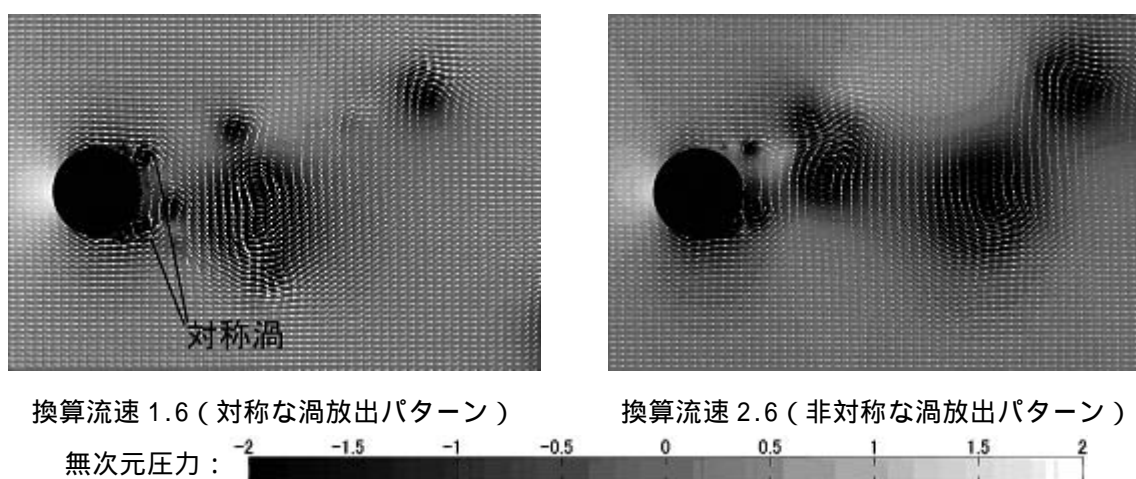 対称渦
換算流速 1.6（対称な渦放出パターン）
換算流速 2.6（非対称な渦放出パターン）
無次元圧力：
-2 -1.5 -1 -0.5 0 0.5 1 1.5 2